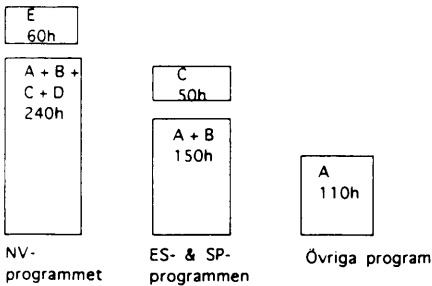 E
60h
A + B +
C + D
240h
NV-
programmet
C
50h
A + B
150h
ES- & SP-
programmen
A
110h
Övriga program